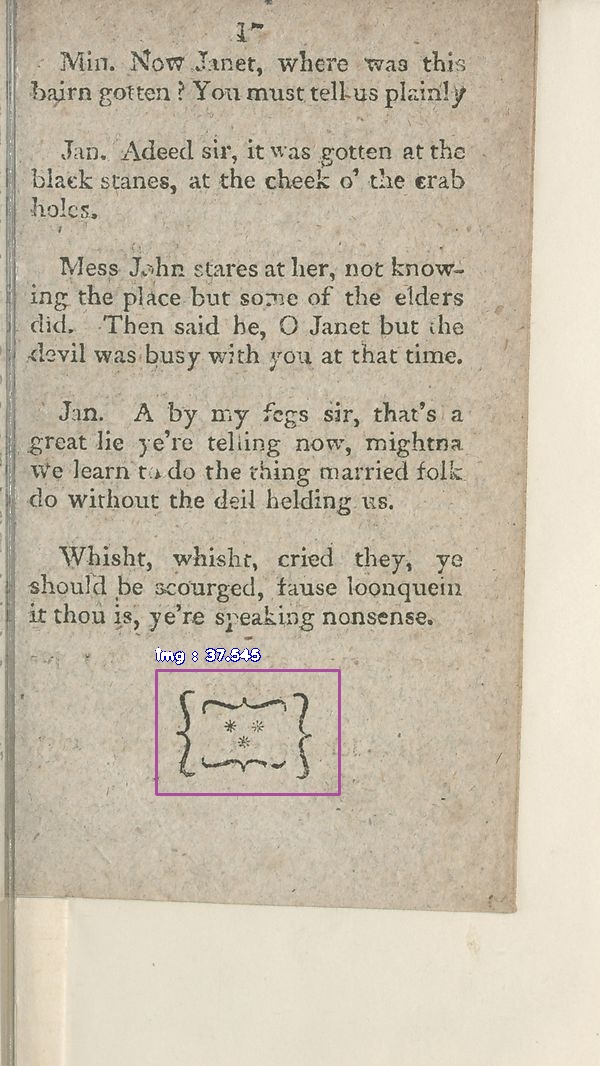 17
Min. Now Janet, where was this
bairn gotten ? You must tell us plainly
Jan. Adeed sir, it was gotten at the
black stanes, at the cheek o' the crab
holes.
Mess John stares at her, not know-
ing the place but some of the elders
did. Then said he, O Janet but the
devil was busy with you at that time.
Jan. A by my fegs sir, that's a
great lie ye're telling now, mightna
we learn to do the thing married folk
do without the deil helding us.
Whisht, whisht, cried they, ye
should be scourged, fause loonquein
it thou is, ye're speaking nonsense.
img : 37.545